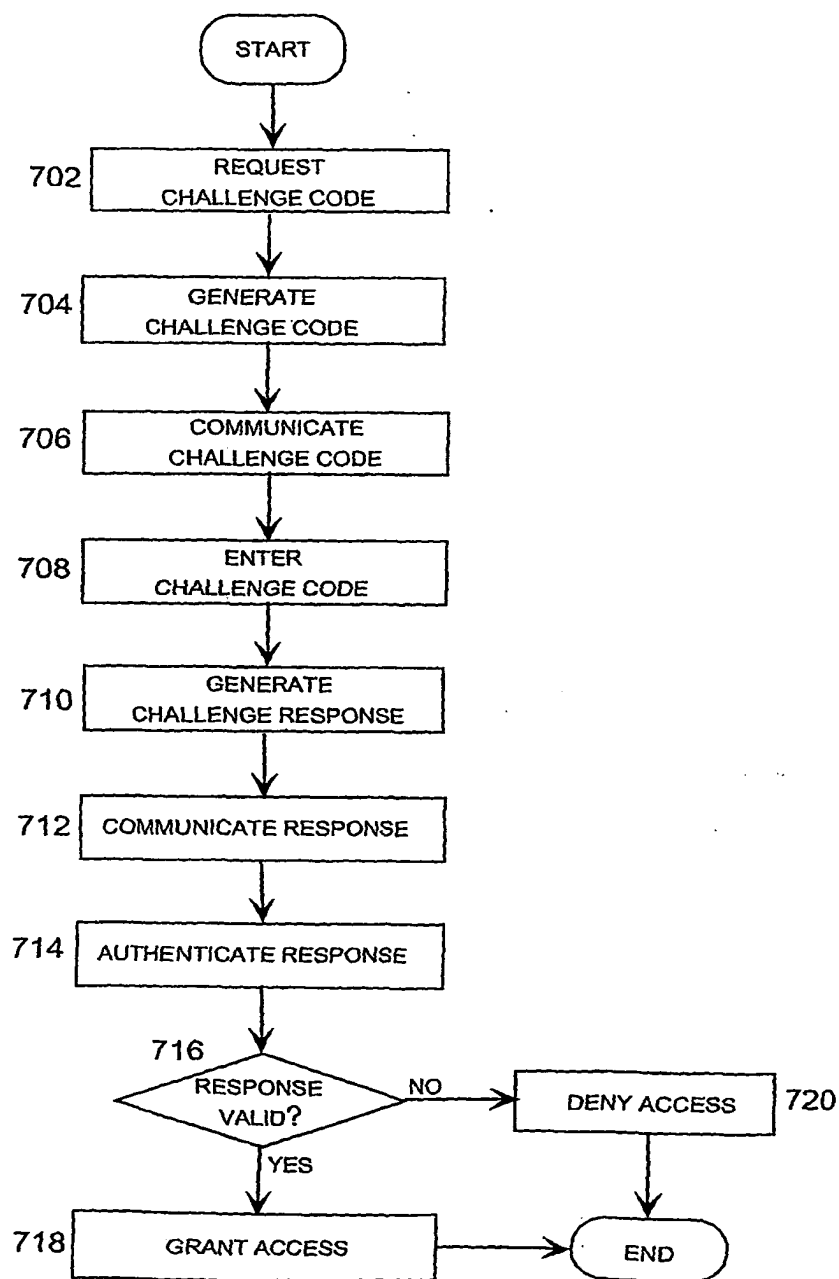 START
702
REQUEST
CHALLENGE CODE
704
GENERATE
CHALLENGE CODE
706
COMMUNICATE
CHALLENGE CODE
708
ENTER
CHALLENGE CODE
710
GENERATE
CHALLENGE RESPONSE
712
COMMUNICATE RESPONSE
714
AUTHENTICATE RESPONSE
716
RESPONSE
VALID?
NO
DENY ACCESS
720
YES
718
GRANT ACCESS
END